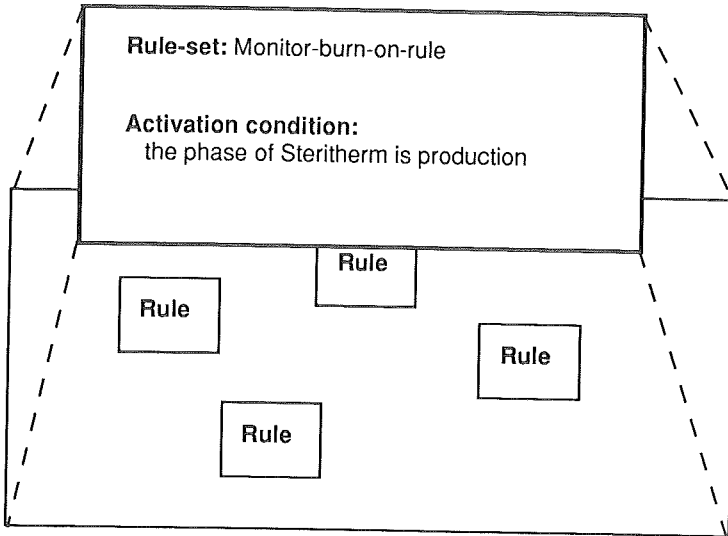 Rule-set: Monitor-burn-on-rule
Activation condition:
the phase of Steritherm is production
Rule
Rule
Rule
Rule